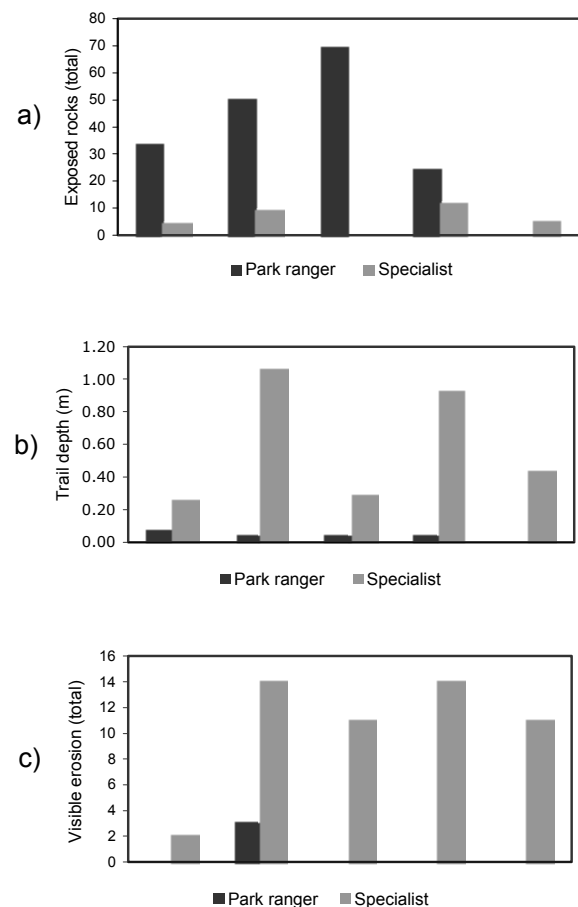 a)
Exposed rocks (total)
80
70
60
50
40
30
20
10
0
Park ranger Specialist
b)
Trail depth (m)
1.20
1.00
0.80
0.60
0.40
0.20
0.00
Park ranger Specialist
c)
Visible erosion (total)
16
14
12
10
8
6
4
2
0
Park ranger Specialist